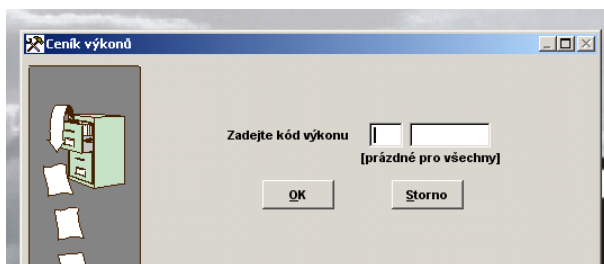 Ceník výkonů
Zadejte kód výkonu
[prázdné pro všechny]
OK
Storno